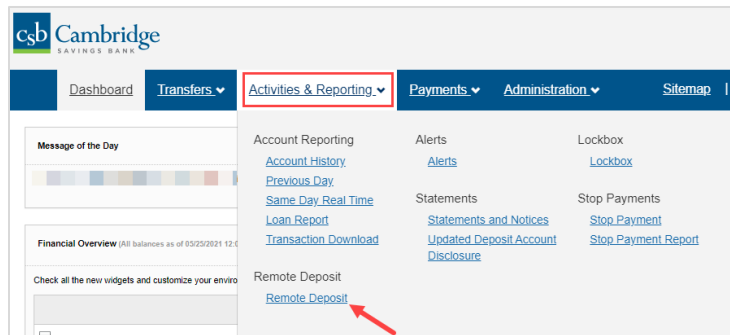 csb Cambridge
SAVINGS BANK
Dashboard Transfers Activities & Reporting Payments Administration Sitemap |
Message of the Day
Financial Overview (All balances as of 05/25/2021 12:0
Check all the new widgets and customize your enviro
Account Reporting
Account History
Previous Day
Same Day Real Time
Loan Report
Transaction Download
Remote Deposit
Remote Deposit
Alerts
Alerts
Statements
Statements and Notices
Updated Deposit Account
Disclosure
Lockbox
Lockbox
Stop Payments
Stop Payment
Stop Payment Report